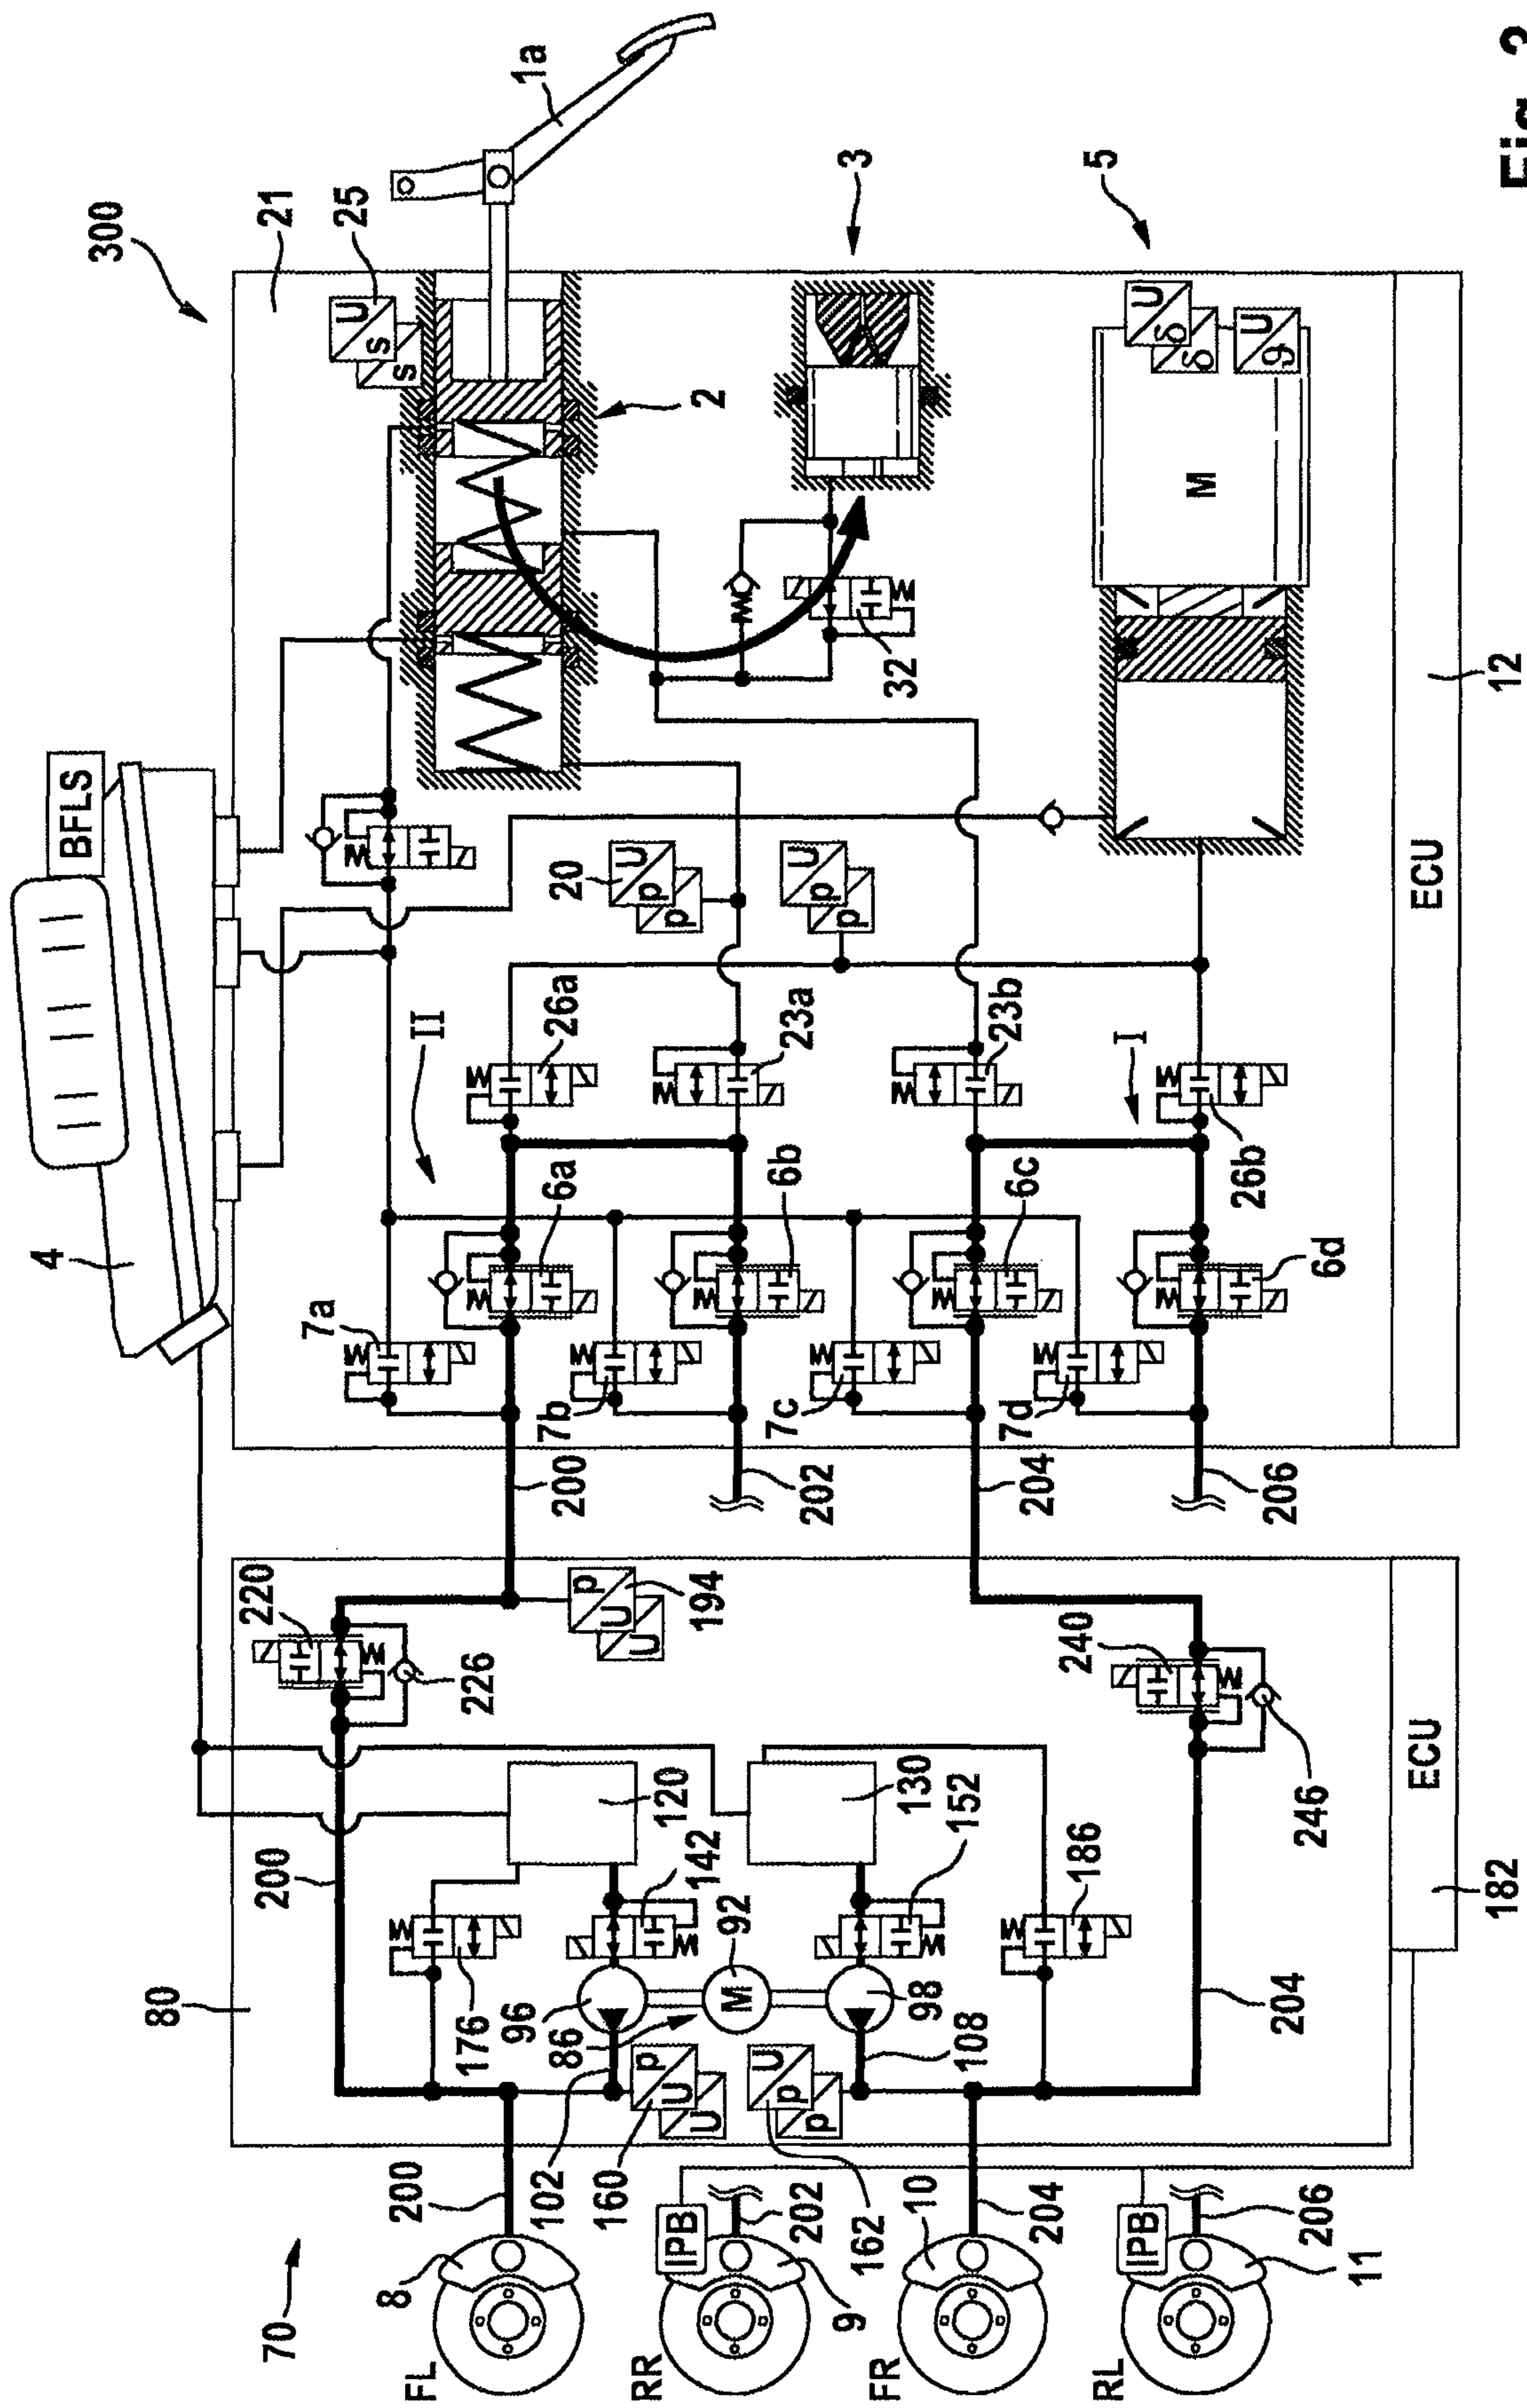 BFLS
4
80
220
200
7a
II
300
21
25
1a
70
FL
8
200
176
226
26a
6a
200
7b
102
96
86
142
120
194
20
U
p
p
160
U
p
U
23a
6b
202
2
RR
IPB
9
202
92
M
7c
U
p
p
3
162
U
p
p
98
108
152
130
32
FR
10
204
204
23b
6c
186
7d
240
I
5
M
U
δ
δ
U
ϑ
RL
IPB
11
206
204
246
206
26b
6d
ECU
182
ECU
12
U
s
s
p
U
U
Fig.